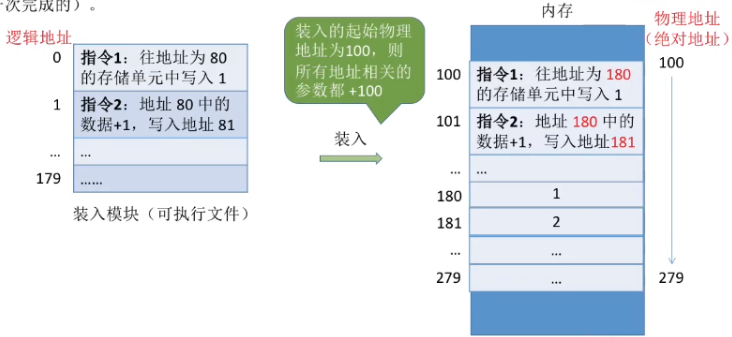 次完成的）。
逻辑地址
0
指令1：往地址为 80
的存储单元中写入 1
1
指令2：地址 80 中的
数据+1，写入地址 81
...
...
179
......
装入模块（可执行文件）
装入的起始物理
地址为100，则
所有地址相关的
参数都 +100
装入
内存
物理地址
（绝对地址）
100
指令1：往地址为 180
的存储单元中写入 1
100
101
指令2：地址 180 中的
数据+1，写入地址181
...
...
180
1
181
2
...
...
279
...
279